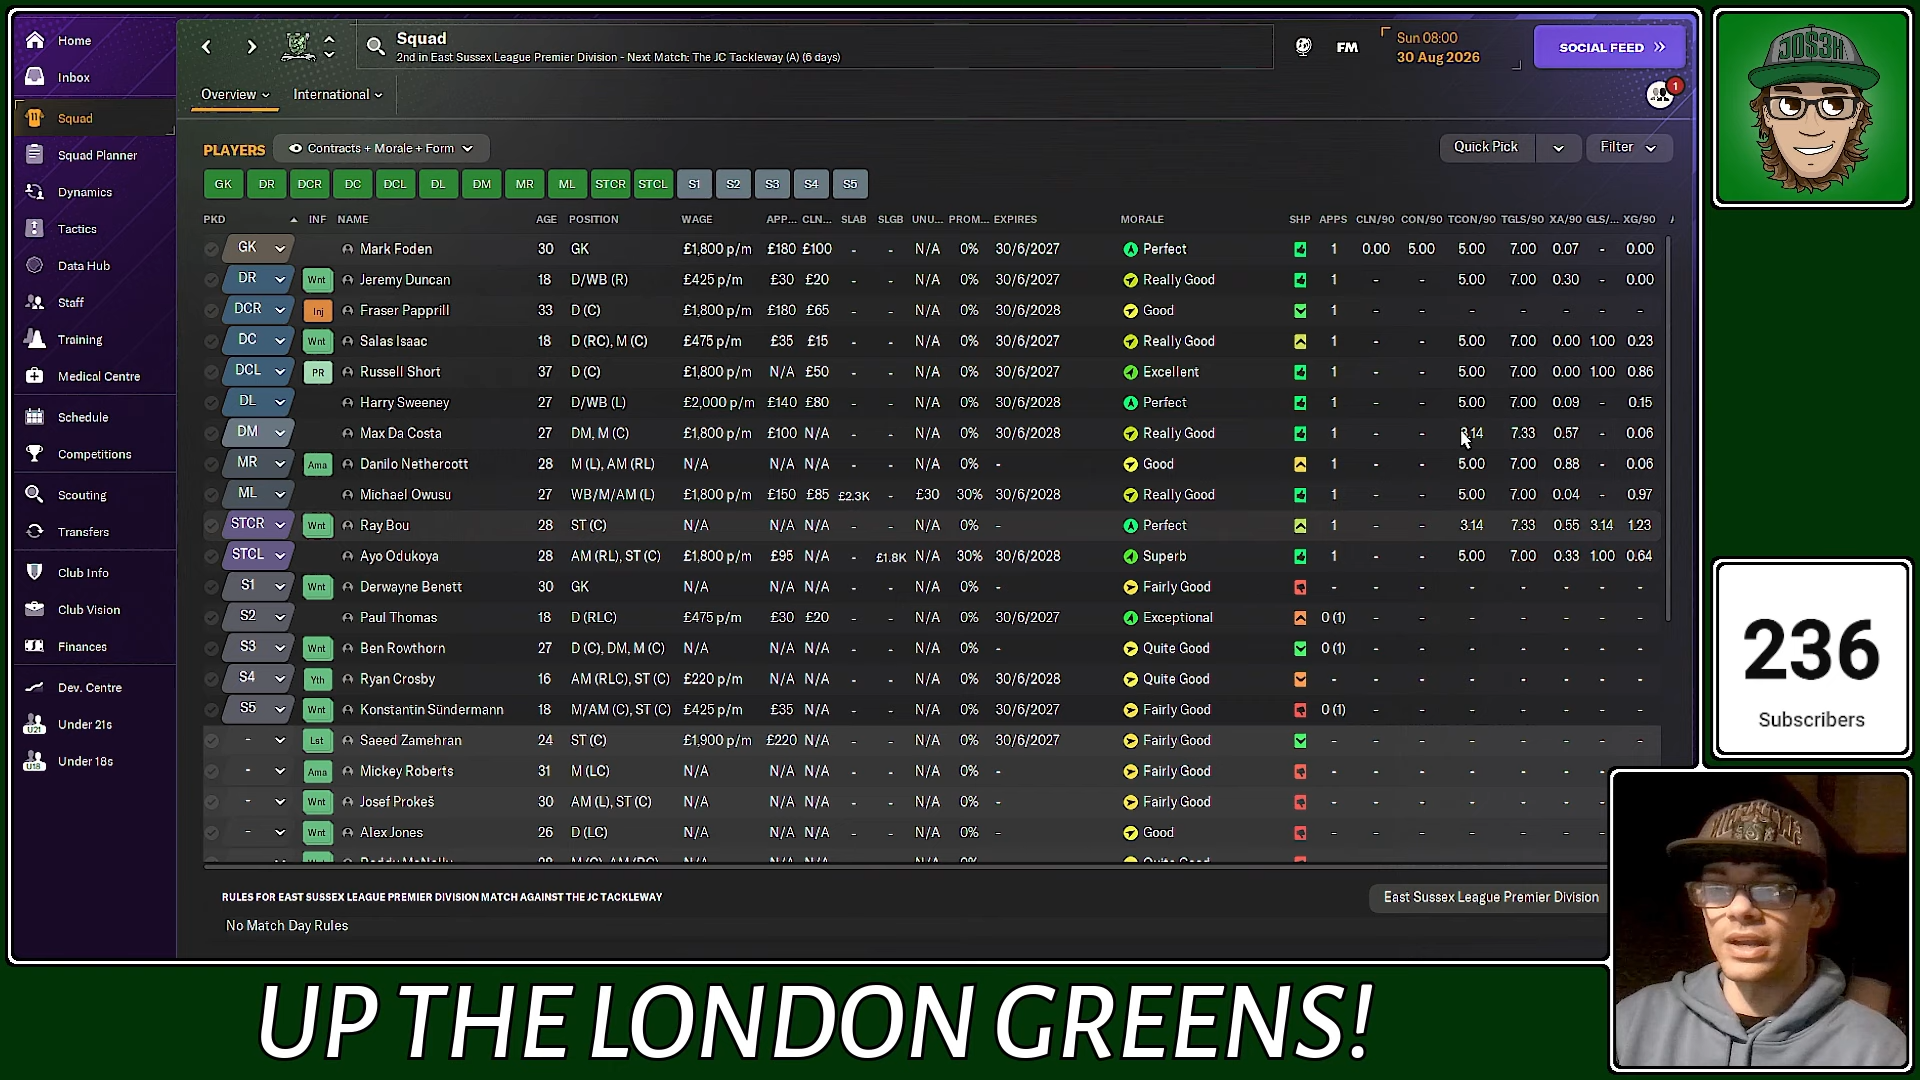 Home
Inbox
Squad
Squad Planner
Dynamics
Tactics
Data Hub
Staff
Training
Medical Centre
Schedule
Competitions
Scouting
Transfers
Club Info
Club Vision
Finances
Dev. Centre
Under 21s
Under 18s
Squad
2nd in East Sussex League Premier Division - Next Match: The JC Tackleway (A) (6 days)
FM
Sun 08:00
30 Aug 2026
SOCIAL FEED
1
Overview International
PLAYERS Contracts + Morale + Form Quick Pick Filter
GK DR DCR DC DCL DL DM MR ML STCR STCL S1 S2 S3 S4 S5
PKD INF NAME AGE POSITION WAGE APP... CLN... SLAB SLGB UNU... PROM... EXPIRES MORALE SHP APPS CLN/90 CON/90 TCON/90 TGLS/90 XA/90 GLS/... XG/90
GK Mark Foden 30 GK £1,800 p/m £180 £100 - - N/A 0% 30/6/2027 Perfect 1 0.00 5.00 5.00 7.00 0.07 - 0.00
DR Wnt Jeremy Duncan 18 D/WB (R) £425 p/m £30 £20 - - N/A 0% 30/6/2027 Really Good 1 - - 5.00 7.00 0.30 - 0.00
DCR Inj Fraser Papprill 33 D (C) £1,800 p/m £180 £65 - - N/A 0% 30/6/2028 Good 1 - - - - - - -
DC Wnt Salas Isaac 18 D (RC), M (C) £475 p/m £35 £15 - - N/A 0% 30/6/2027 Really Good 1 - - 5.00 7.00 0.00 1.00 0.23
DCL PR Russell Short 37 D (C) £1,800 p/m N/A £50 - - N/A 0% 30/6/2027 Excellent 1 - - 5.00 7.00 0.00 1.00 0.86
DL Harry Sweeney 27 D/WB (L) £2,000 p/m £140 £80 - - N/A 0% 30/6/2028 Perfect 1 - - 5.00 7.00 0.09 - 0.15
DM Max Da Costa 27 DM, M (C) £1,800 p/m £100 N/A - - N/A 0% 30/6/2028 Really Good 1 - - 3.14 7.33 0.57 - 0.06
MR Ama Danilo Nethercott 28 M (L), AM (RL) N/A N/A N/A - - N/A 0% - Good 1 - - 5.00 7.00 0.88 - 0.06
ML Michael Owusu 27 WB/M/AM (L) £1,800 p/m £150 £85 £2.3K - £30 30% 30/6/2028 Really Good 1 - - 5.00 7.00 0.04 - 0.97
STCR Wnt Ray Bou 28 ST (C) N/A N/A N/A - - N/A 0% - Perfect 1 - - 3.14 7.33 0.55 3.14 1.23
STCL Ayo Odukoya 28 AM (RL), ST (C) £1,800 p/m £95 N/A - £1.8K N/A 30% 30/6/2028 Superb 1 - - 5.00 7.00 0.33 1.00 0.64
S1 Wnt Derwayne Benett 30 GK N/A N/A N/A - - N/A 0% - Fairly Good - - - - - - - -
S2 Paul Thomas 18 D (RLC) £475 p/m £30 £20 - - N/A 0% 30/6/2027 Exceptional 0 (1) - - - - - - -
S3 Wnt Ben Rowthorn 27 D (C), DM, M (C) N/A N/A N/A - - N/A 0% - Quite Good 0 (1) - - - - - - -
S4 Yth Ryan Crosby 16 AM (RLC), ST (C) £220 p/m N/A N/A - - N/A 0% 30/6/2028 Quite Good - - - - - - - -
S5 Wnt Konstantin Sündermann 18 M/AM (C), ST (C) £425 p/m £35 N/A - - N/A 0% 30/6/2027 Fairly Good 0 (1) - - - - - - -
- Lst Saeed Zamehran 24 ST (C) £1,900 p/m £220 N/A - - N/A 0% 30/6/2027 Fairly Good - - - - - - - -
- Ama Mickey Roberts 31 M (LC) N/A N/A N/A - - N/A 0% - Fairly Good - - - - - - - -
- Wnt Josef Prokeš 30 AM (L), ST (C) N/A N/A N/A - - N/A 0% - Fairly Good - - - - - - -
- Wnt Alex Jones 26 D (LC) N/A N/A N/A - - N/A 0% - Good - - - - - - -
RULES FOR EAST SUSSEX LEAGUE PREMIER DIVISION MATCH AGAINST THE JC TACKLEWAY
East Sussex League Premier Division
No Match Day Rules
JOS3H
236
Subscribers
UP THE LONDON GREENS!